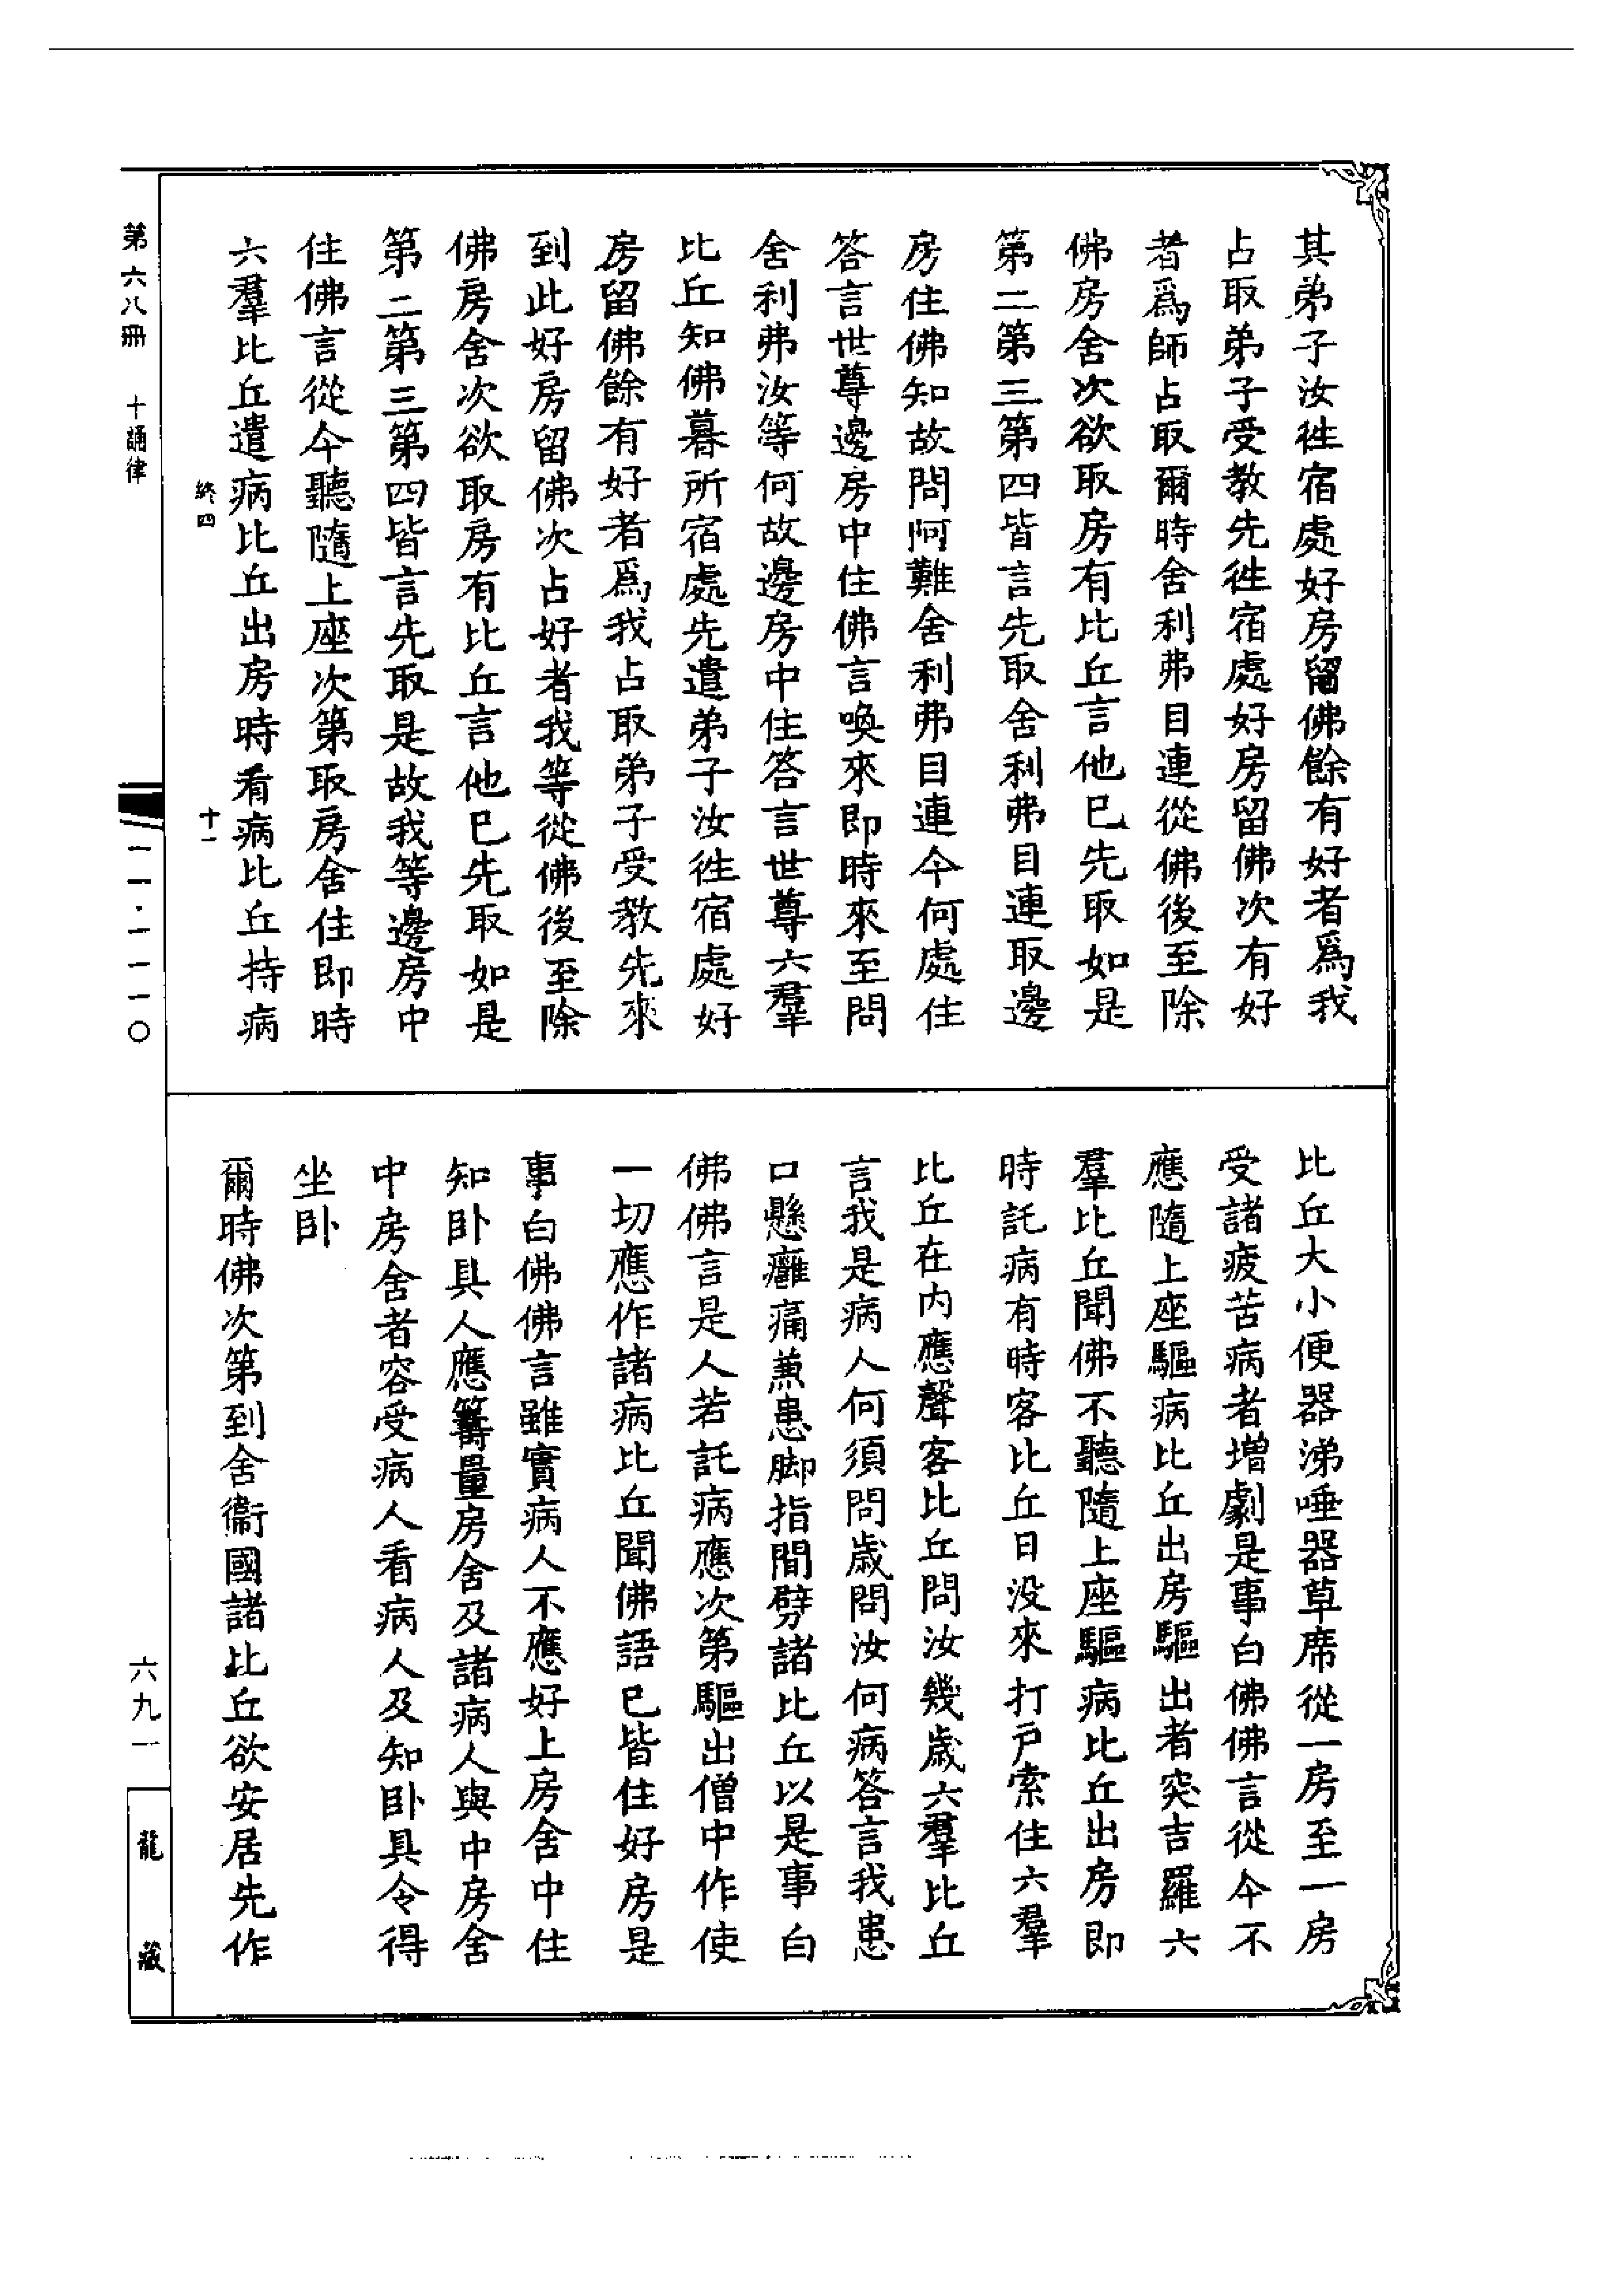 其弟子汝徃宿處好房留佛餘有好者爲我
占取弟子受教先徃宿處好房留佛次有好
者爲師占取爾時舍利弗目連從佛後至除
佛房舍次欲取房有比丘言他已先取如是
第二第三第四皆言先取舍利弗目連取邊
房住佛知故問阿難舍利弗目連今何處住
答言世尊邊房中住佛言喚來即時來至問
舍利弗汝等何故邊房中住答言世尊六羣
比丘知佛暮所宿處先遣弟子汝徃宿處好
房留佛餘有好者爲我占取弟子受教先來
到此好房留佛次占好者我等從佛後至除
佛房舍次欲取房有比丘言他已先取如是
第二第三第四皆言先取是故我等邊房中
住佛言從今聽隨上座次第取房舍住即時
六羣比丘遣病比丘出房時看病比丘持病
終四 十一
比丘大小便器涕唾器草席從一房至一房
受諸疲苦病者增劇是事白佛佛言從今不
應隨上座驅病比丘出房驅出者突吉羅六
羣比丘聞佛不聽隨上座驅病比丘出房即
時託病有時客比丘日没來打戸索住六羣
比丘在内應聲客比丘問汝幾歲六羣比丘
言我是病人何須問歲問汝何病答言我患
口懸癰痛兼患脚指間劈諸比丘以是事白
佛佛言是人若託病應次第驅出僧中作使
一切應作諸病比丘聞佛語已皆住好房是
事白佛佛言雖實病人不應好上房舍中住
知卧具人應籌量房舍及諸病人與中房舍
中房舍者容受病人看病人及知卧具令得
坐卧
爾時佛次第到舍衞國諸比丘欲安居先作
第六八冊 十誦律
一一·一一一〇
六九一
龍藏